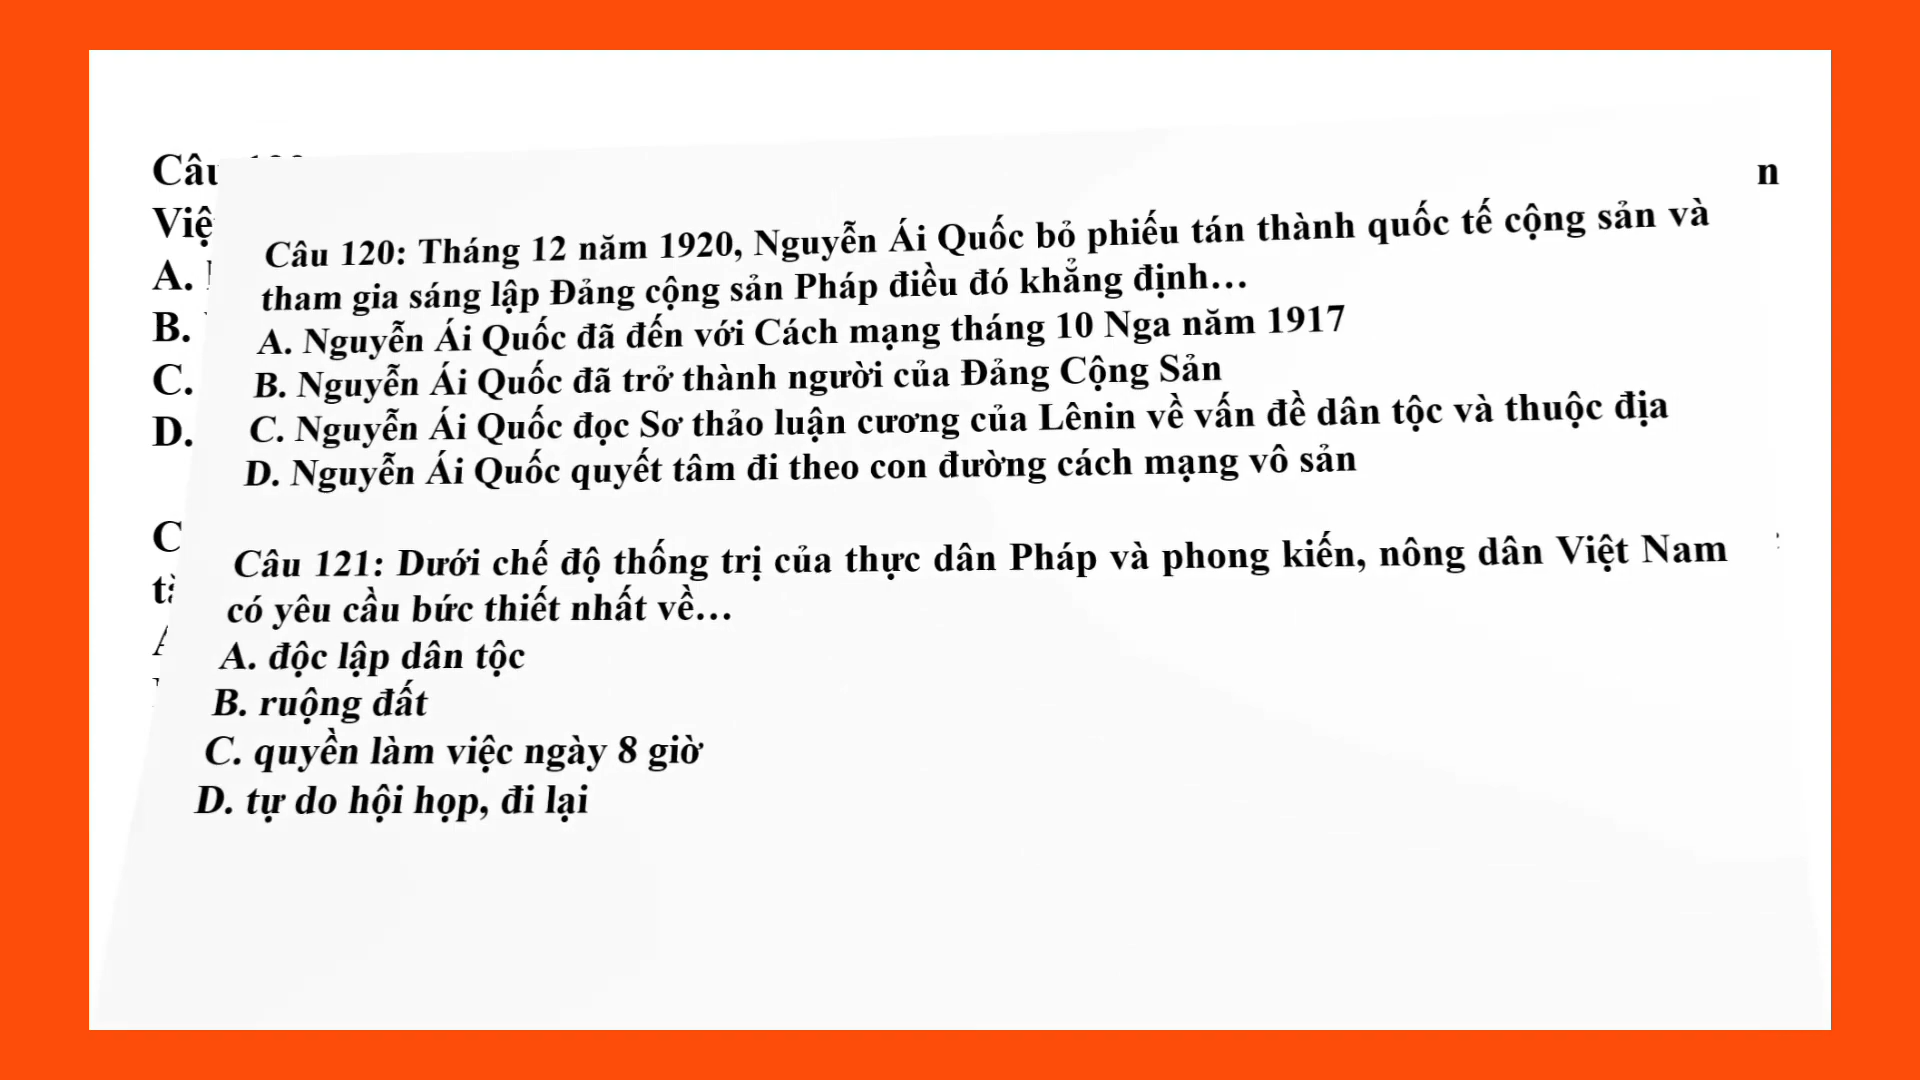 Câu 120: Tháng 12 năm 1920, Nguyễn Ái Quốc bỏ phiếu tán thành quốc tế cộng sản và
tham gia sáng lập Đảng cộng sản Pháp điều đó khẳng định…
A. Nguyễn Ái Quốc đã đến với Cách mạng tháng 10 Nga năm 1917
B. Nguyễn Ái Quốc đã trở thành người của Đảng Cộng Sản
C. Nguyễn Ái Quốc đọc Sơ thảo luận cương của Lênin về vấn đề dân tộc và thuộc địa
D. Nguyễn Ái Quốc quyết tâm đi theo con đường cách mạng vô sản
Câu 121: Dưới chế độ thống trị của thực dân Pháp và phong kiến, nông dân Việt Nam
có yêu cầu bức thiết nhất về…
A. độc lập dân tộc
B. ruộng đất
C. quyền làm việc ngày 8 giờ
D. tự do hội họp, đi lại
A.
B.
C.
D.